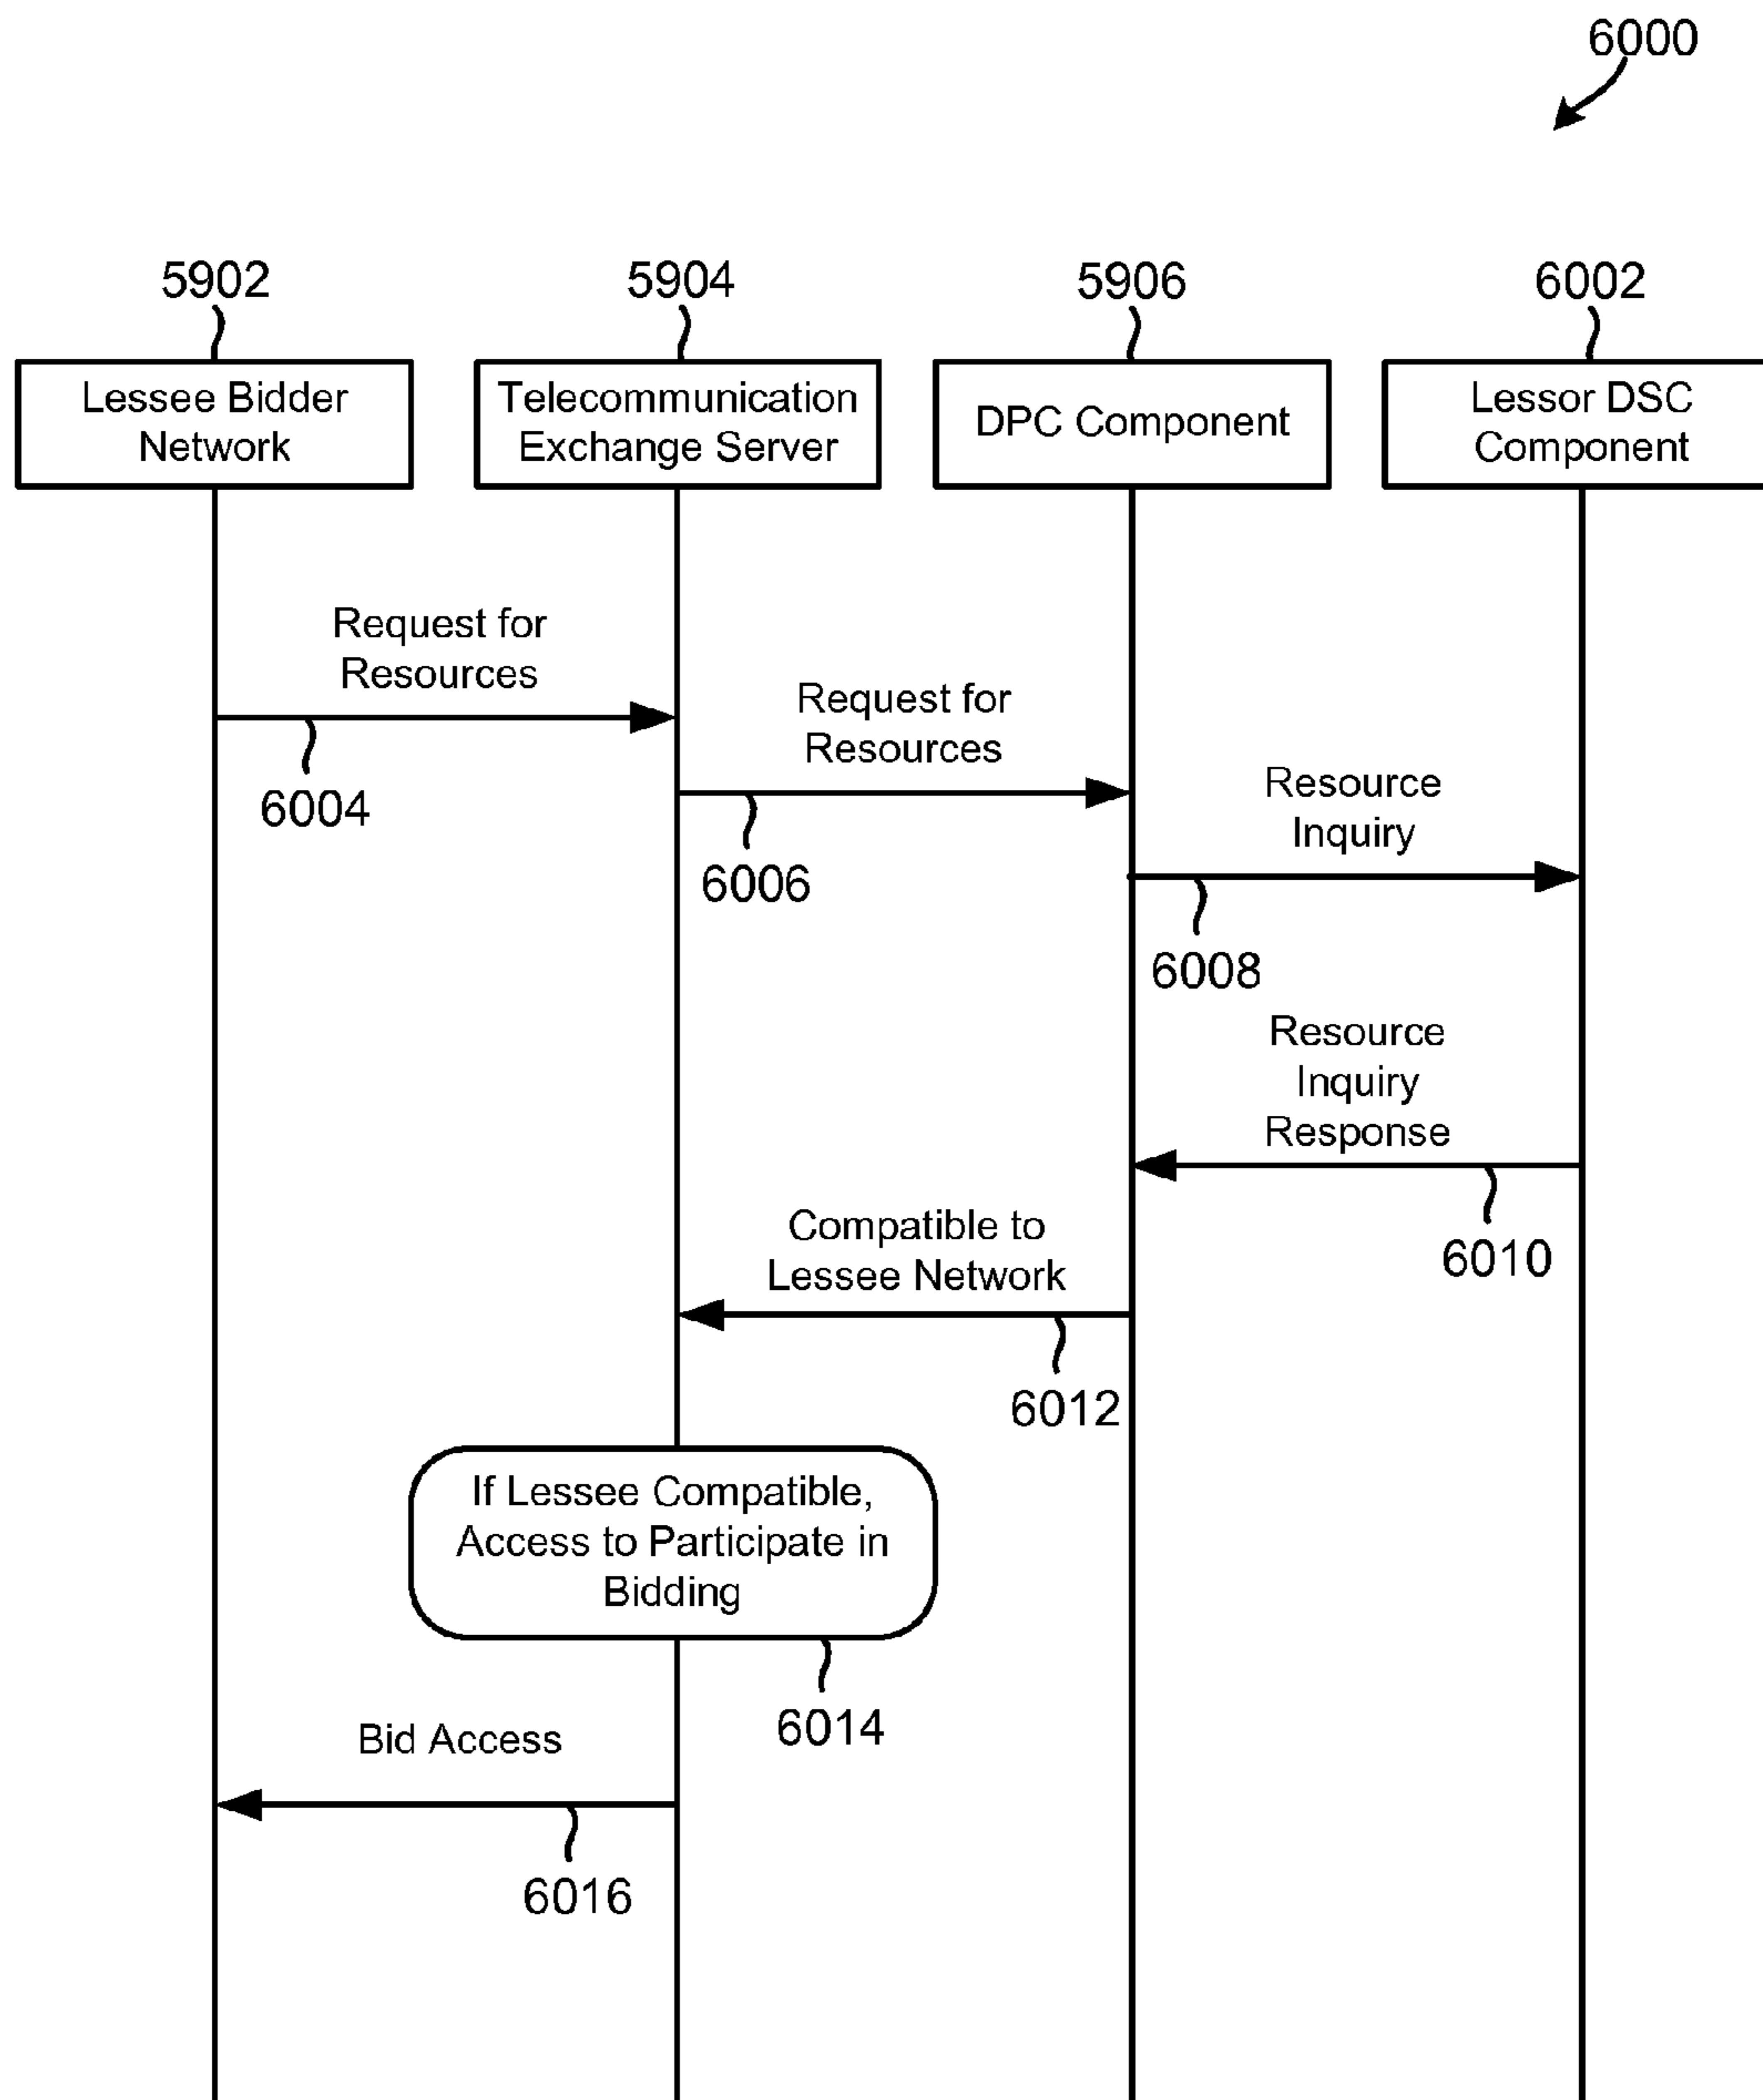 6000
5902
5904
5906
6002
Lessee Bidder
Network
Telecommunication
Exchange Server
DPC Component
Lessor DSC
Component
Request for
Resources
6004
Request for
Resources
6006
Resource
Inquiry
6008
Resource
Inquiry
Response
6010
Compatible to
Lessee Network
6012
If Lessee Compatible,
Access to Participate in
Bidding
6014
Bid Access
6016